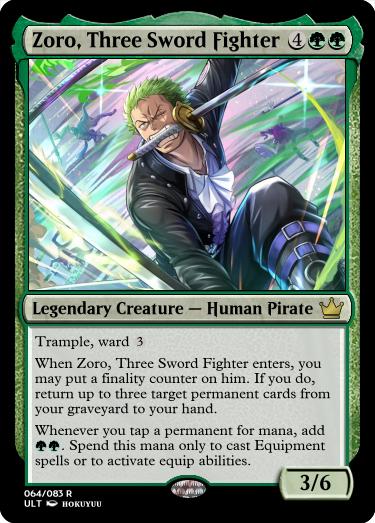 Zoro, Three Sword Fighter 4
Legendary Creature — Human Pirate
Trample, ward 3
When Zoro, Three Sword Fighter enters, you
may put a finality counter on him. If you do,
return up to three target permanent cards from
your graveyard to your hand.
Whenever you tap a permanent for mana, add
. Spend this mana only to cast Equipment
spells or to activate equip abilities.
3/6
064/083 R
ULT HOKUYUU